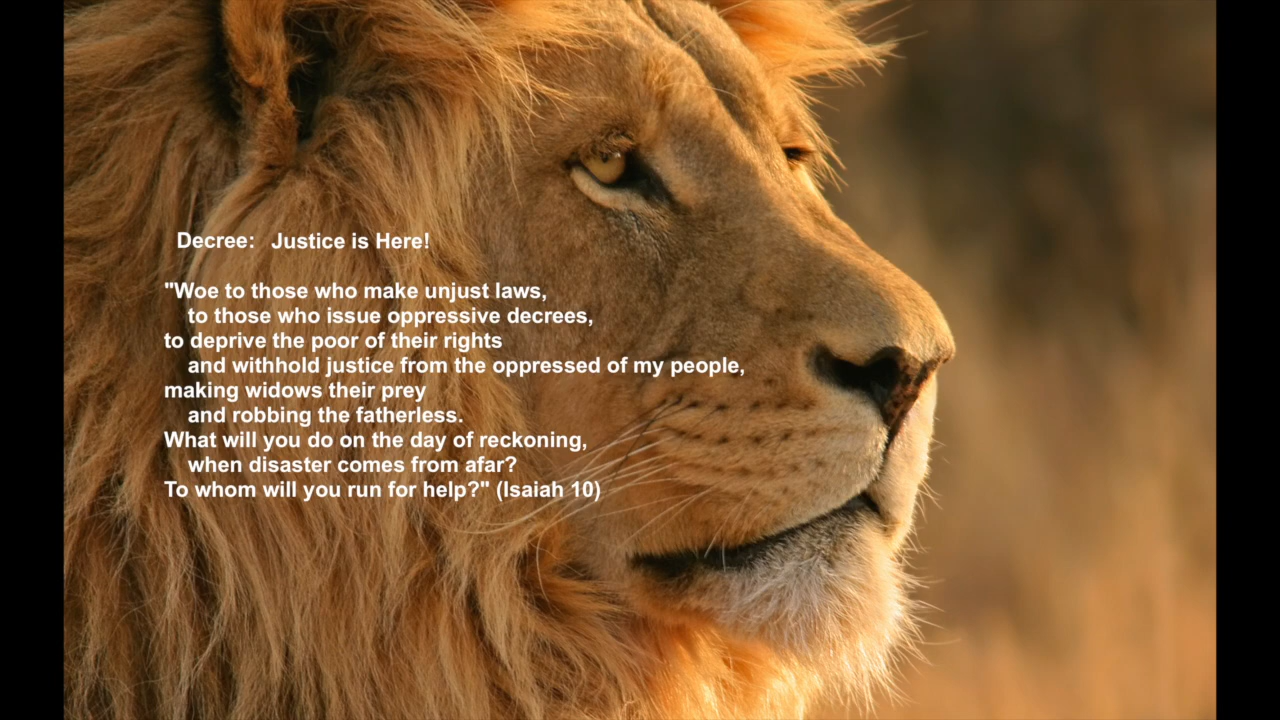 Decree:  Justice is Here!
"Woe to those who make unjust laws,
to those who issue oppressive decrees,
to deprive the poor of their rights
and withhold justice from the oppressed of my people,
making widows their prey
and robbing the fatherless.
What will you do on the day of reckoning,
when disaster comes from afar?
To whom will you run for help?" (Isaiah 10)